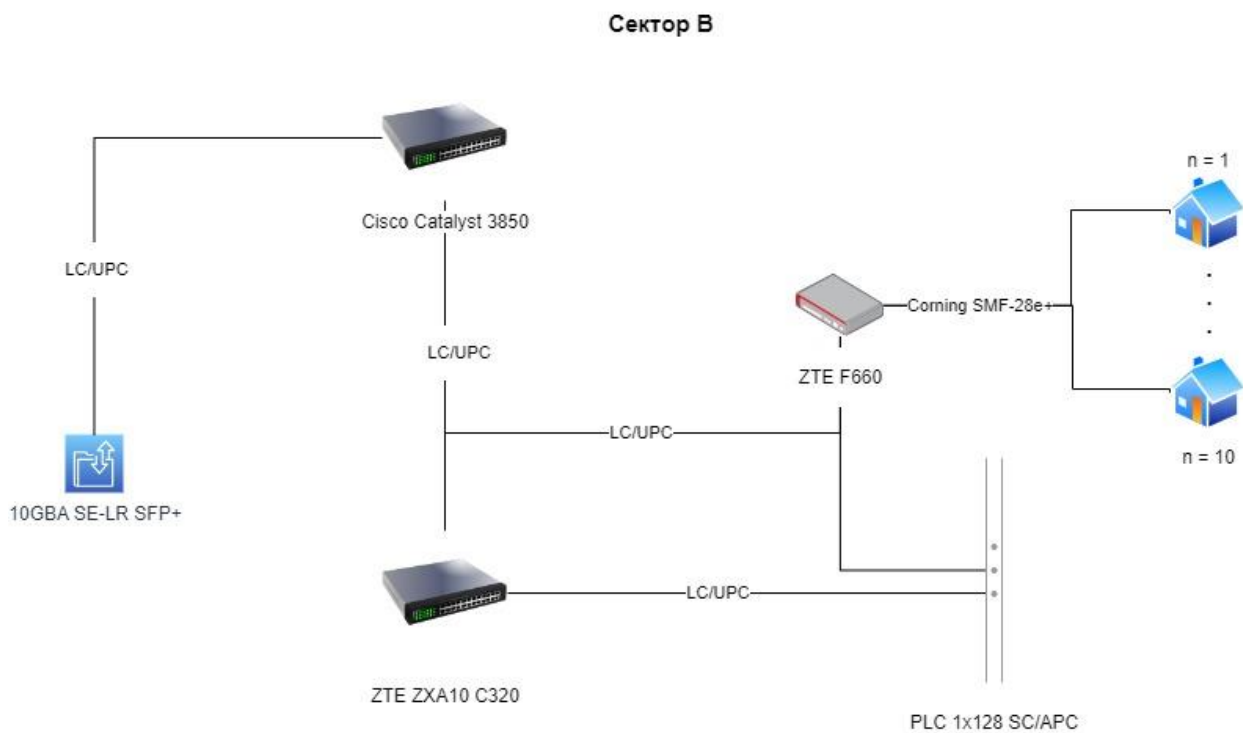 Сектор В
n = 1
Cisco Catalyst 3850
LC/UPC
Corning SMF-28e+
LC/UPC
ZTE F660
LC/UPC
n = 10
10GBA SE-LR SFP+
LC/UPC
ZTE ZXA10 C320
PLC 1x128 SC/APC